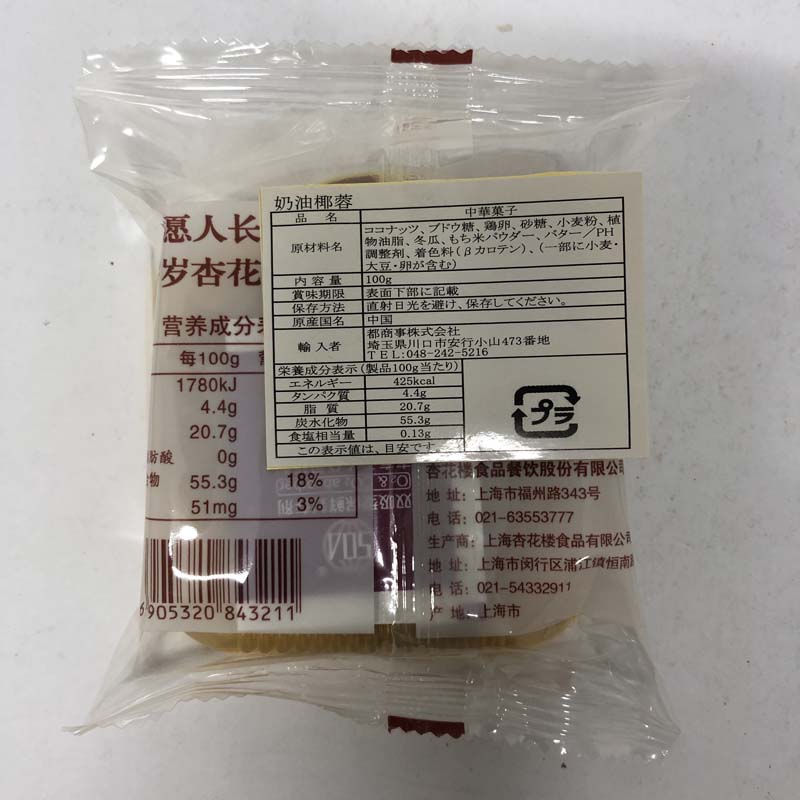 愿人长
岁杏花
营养成分表
每100g
1780kJ
4.4g
20.7g
肪酸 0g
物 55.3g 18%
51mg 3%
6 905320 843211
奶油椰蓉
品名 中華菓子
原材料名 ココナッツ、ブドウ糖、鶏卵、砂糖、小麦粉、植
物油脂、冬瓜、もち米パウダー、バター／PH
調整剤、着色料(βカロテン)、(一部に小麦・
大豆・卵が含む)
内容量 100g
賞味期限 表面下部に記載
保存方法 直射日光を避け、保存してください。
原産国名 中国
輸入者 都商事株式会社
埼玉県川口市安行小山473番地
TEL:048-242-5216
栄養成分表示(製品100g当たり)
エネルギー 425kcal
タンパク質 4.4g
脂質 20.7g
炭水化物 55.3g
食塩相当量 0.13g
この表示値は、目安です
プラ
杏花楼食品餐饮股份有限公司
地址: 上海市福州路343号
电话: 021-63553777
生产商: 上海杏花楼食品有限公司
地址: 上海市闵行区浦江镇恒南路
电话: 021-54332911
产地: 上海市